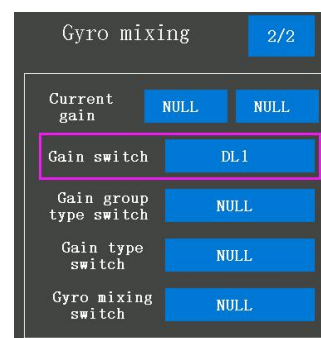 Gyro mixing 2/2
Current gain NULL NULL
Gain switch DL1
Gain group type switch NULL
Gain type switch NULL
Gyro mixing switch NULL